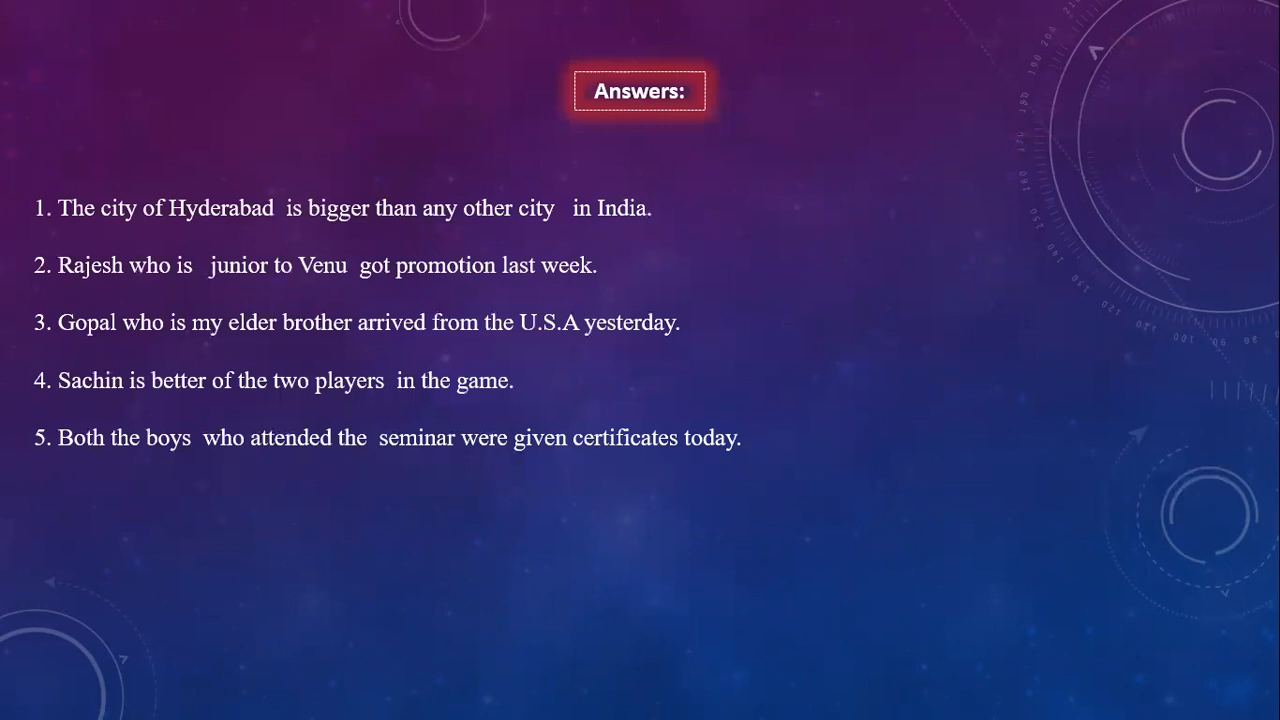 Answers:
1. The city of Hyderabad is bigger than any other city in India.
2. Rajesh who is junior to Venu got promotion last week.
3. Gopal who is my elder brother arrived from the U.S.A yesterday.
4. Sachin is better of the two players in the game.
5. Both the boys who attended the seminar were given certificates today.